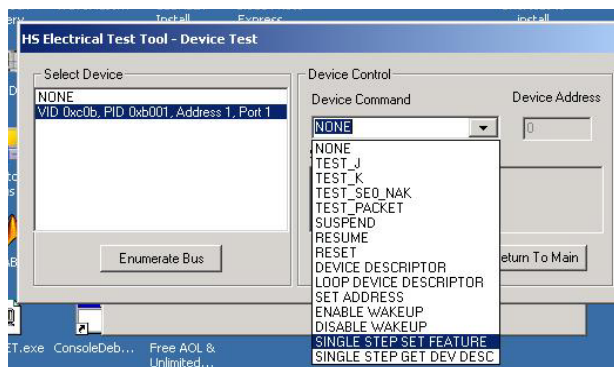 Install
Express
install
HS Electrical Test Tool - Device Test
Select Device
Device Control
NONE
VID 0xc0b, PID 0xb001, Address 1, Port 1
Device Command
Device Address
NONE
0
NONE
TEST_J
TEST_K
TEST_SE0_NAK
TEST_PACKET
SUSPEND
RESUME
RESET
DEVICE DESCRIPTOR
LOOP DEVICE DESCRIPTOR
SET ADDRESS
ENABLE WAKEUP
DISABLE WAKEUP
SINGLE STEP SET FEATURE
SINGLE STEP GET DEV DESC
Enumerate Bus
eturn To Main
ET.exe
ConsoleDeb...
Free AOL &
Unlimited...